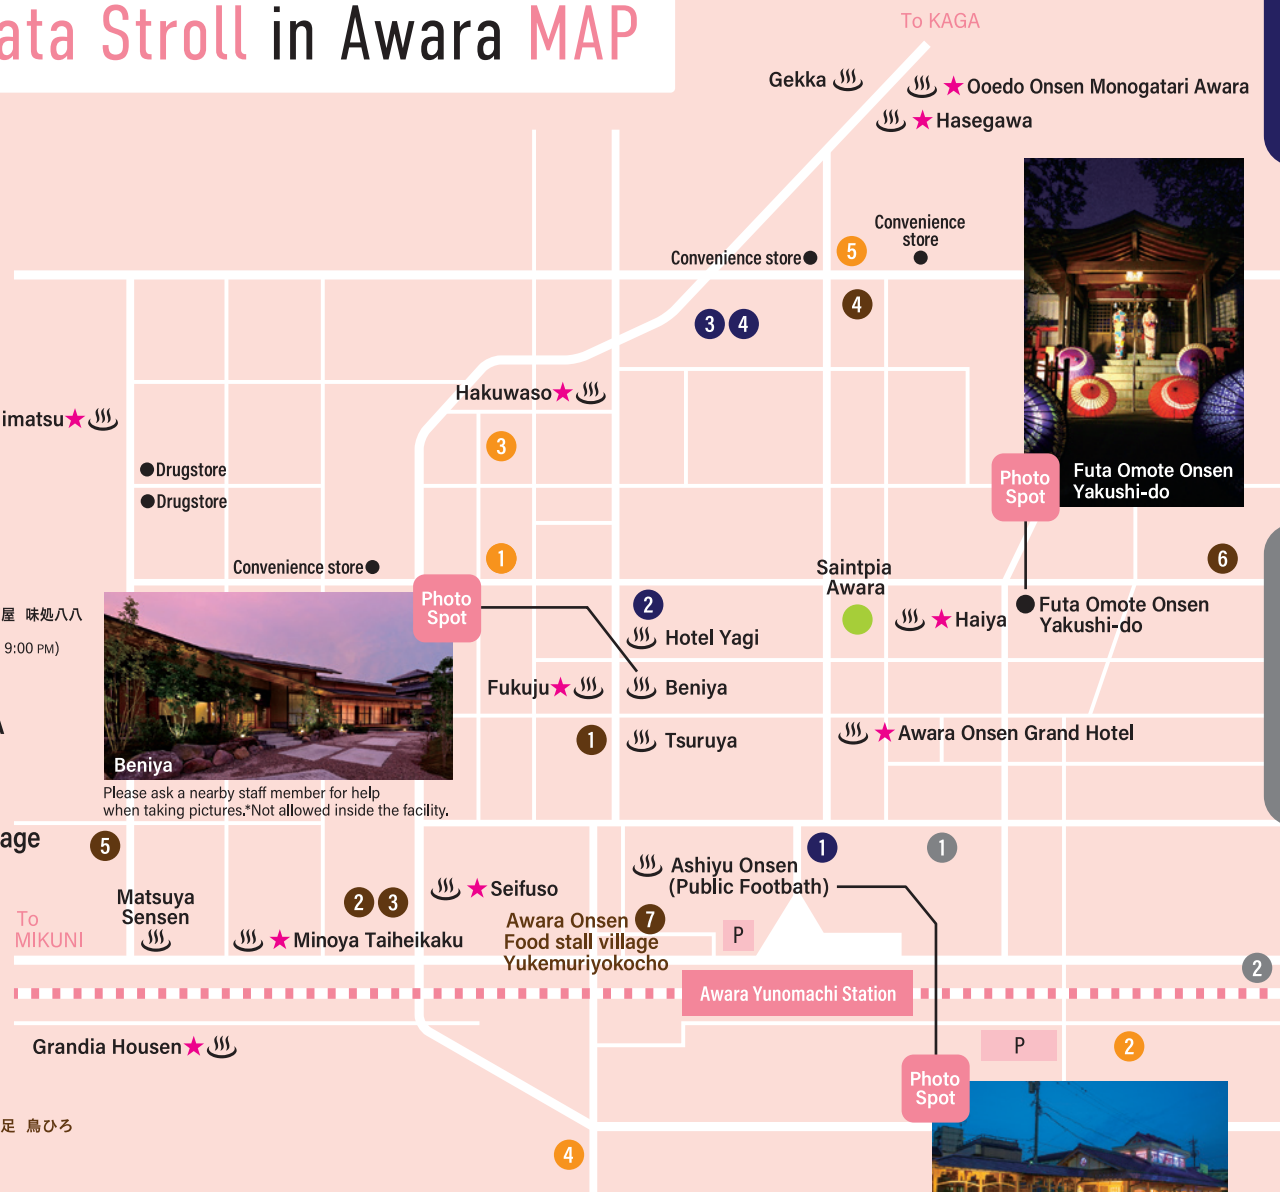 ata Stroll in Awara MAP
To KAGA
Gekka
Ooedo Onsen Monogatari Awara
Hasegawa
Convenience
store
Convenience store
5
4
3 4
Hakuwaso
imatsu
3
Drugstore
Drugstore
Futa Omote Onsen
Yakushi-do
Photo
Spot
Convenience store
1
6
Saintpia
Awara
Photo
Spot
2
屋 味処八八
9:00 PM)
Hotel Yagi
Haiya
Futa Omote Onsen
Yakushi-do
Fukuju
Beniya
A
1
Tsuruya
Awara Onsen Grand Hotel
Beniya
Please ask a nearby staff member for help
when taking pictures.*Not allowed inside the facility.
age
5
1
1
Ashiyu Onsen
(Public Footbath)
Matsuya
Sensen
2 3
Seifuso
To
MIKUNI
Minoya Taiheikaku
Awara Onsen 7
Food stall village
Yukemuriyokocho
P
2
Awara Yunomachi Station
Grandia Housen
P
2
Photo
Spot
足 鳥ひろ
4